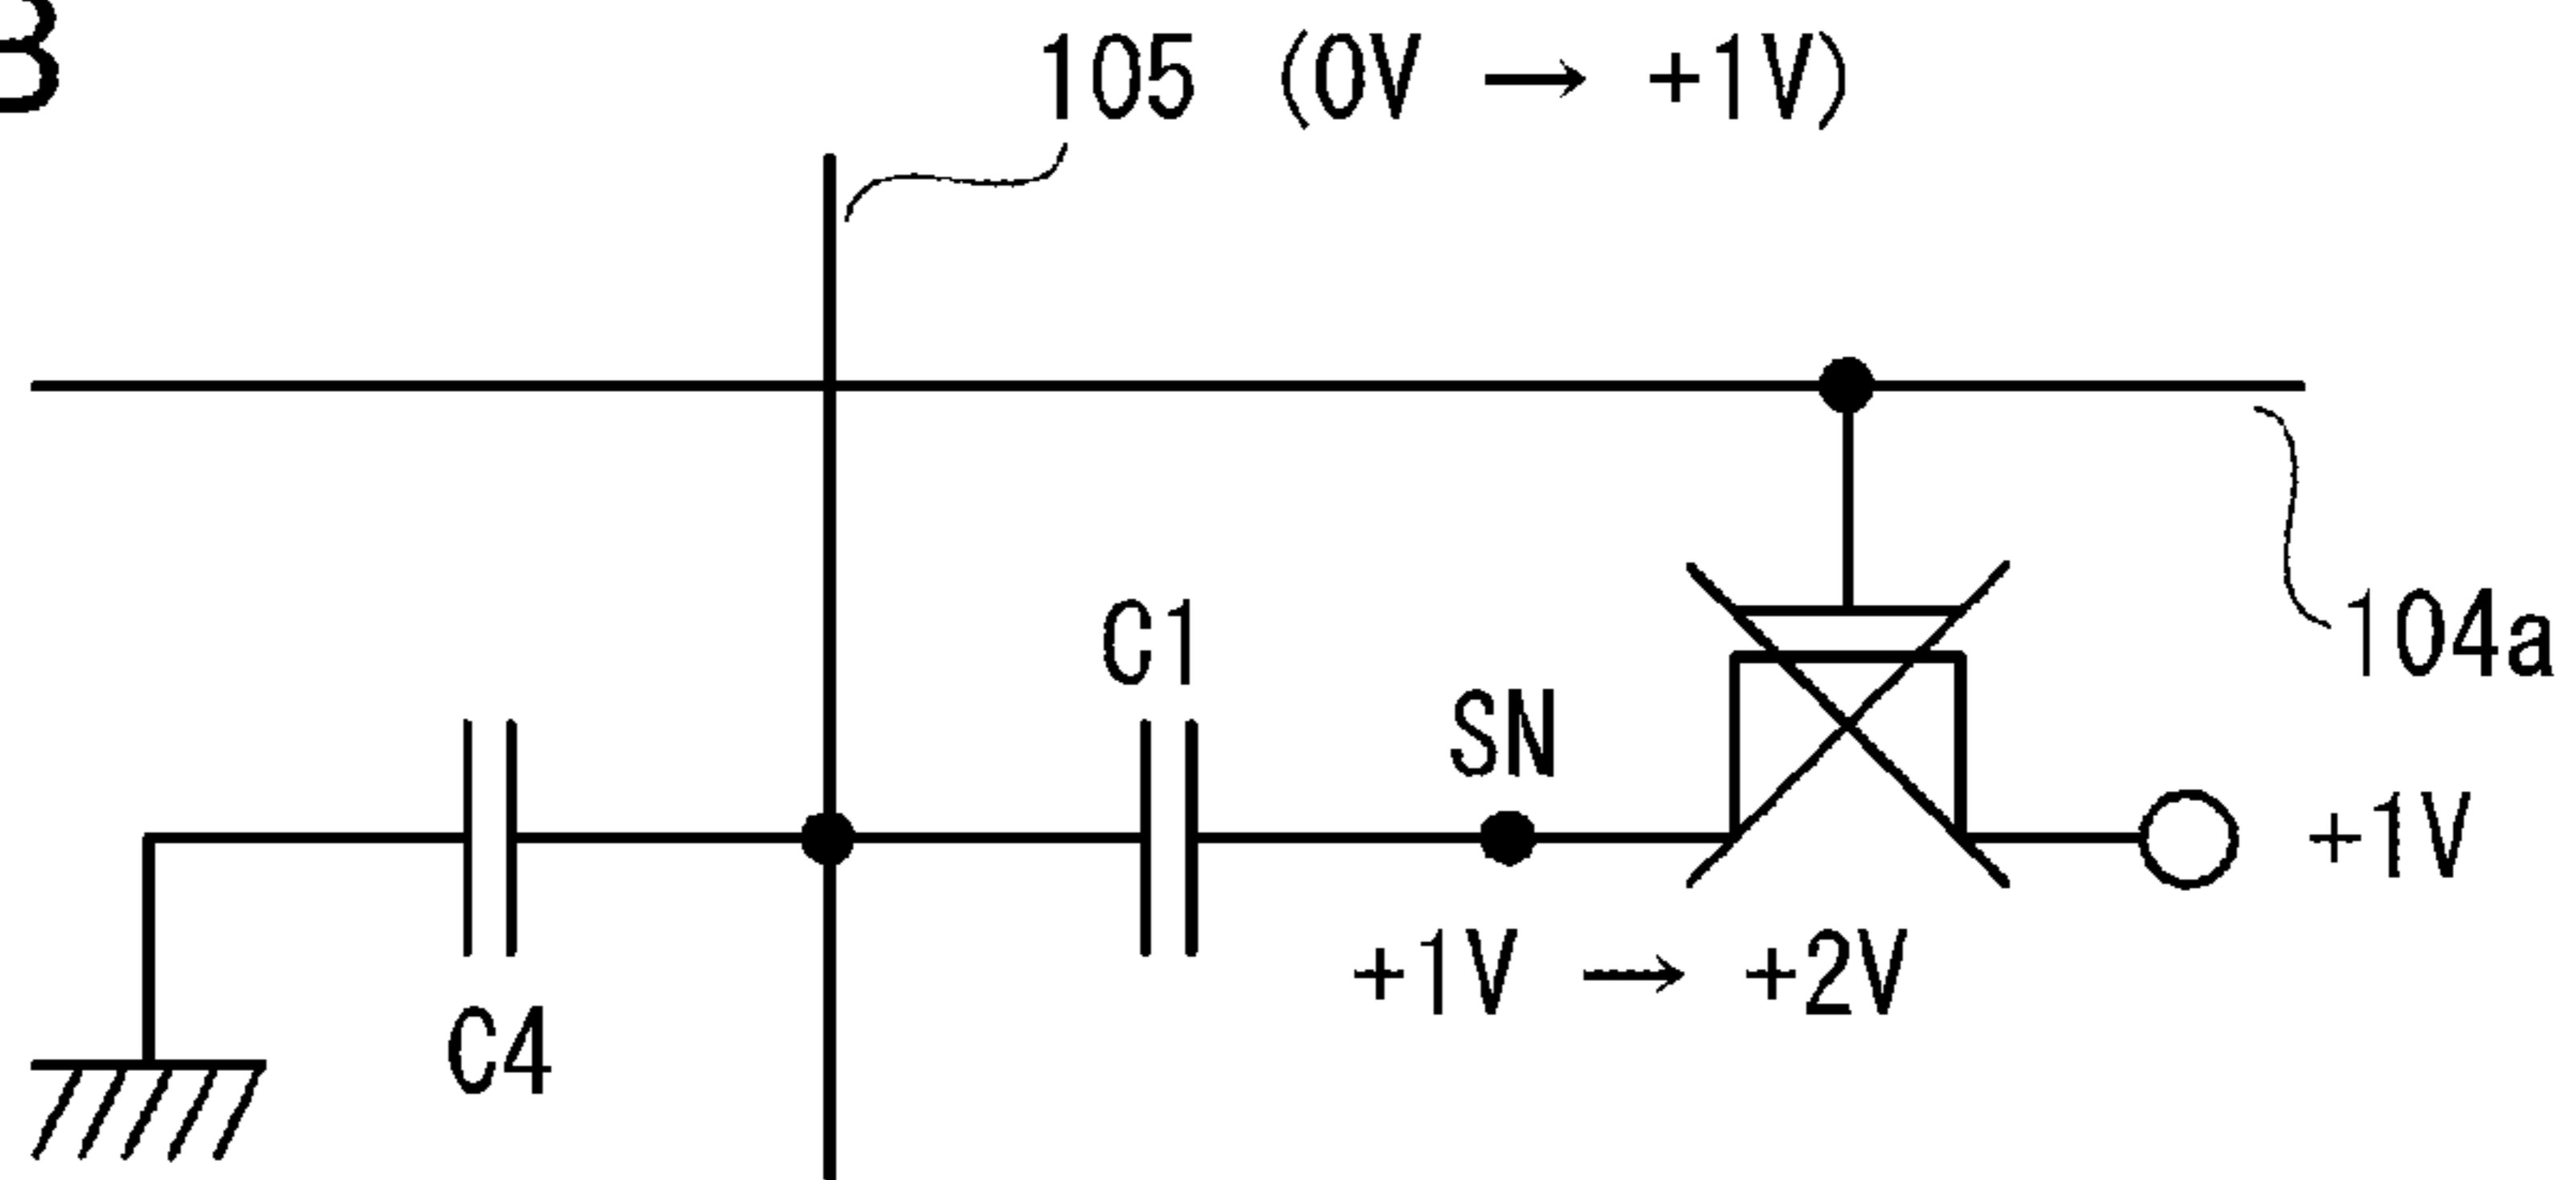 B
105 (0V → +1V)
104a
C1
SN
+1V
+1V → +2V
C4